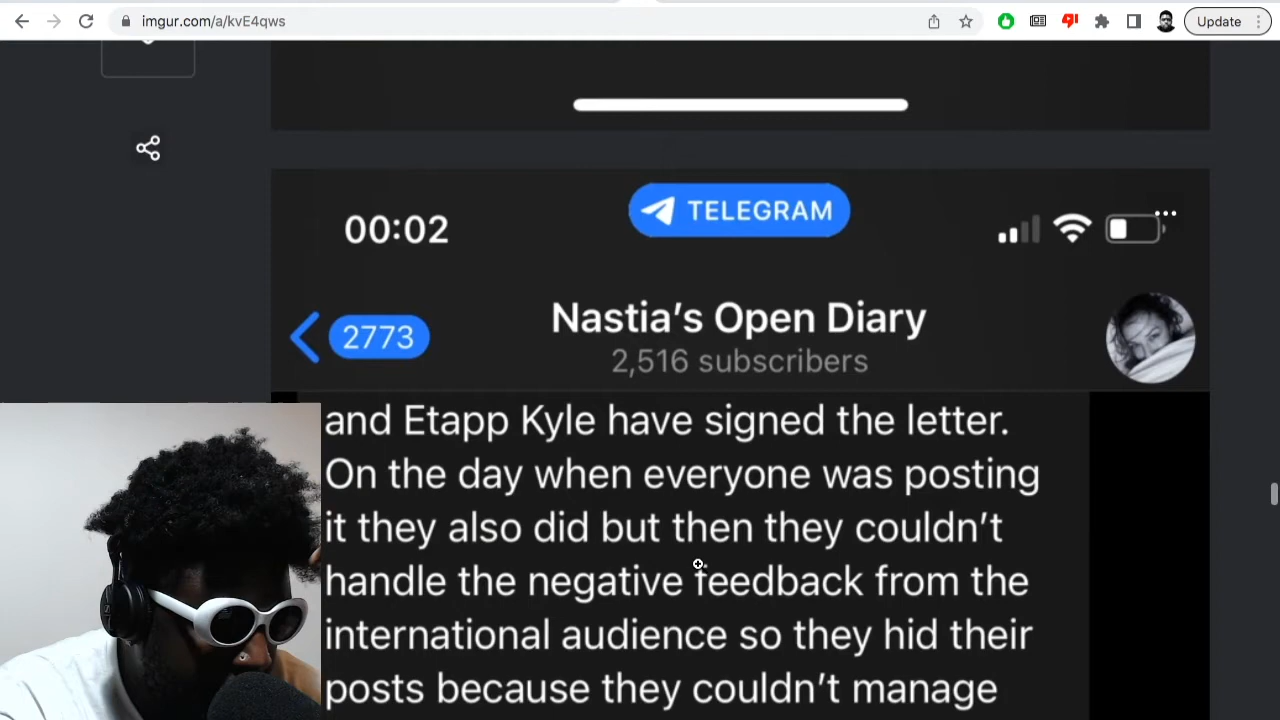 imgur.com/a/kvE4qws
Update
00:02
TELEGRAM
2773
Nastia's Open Diary
2,516 subscribers
and Etapp Kyle have signed the letter.
On the day when everyone was posting
it they also did but then they couldn't
handle the negative feedback from the
international audience so they hid their
posts because they couldn't manage